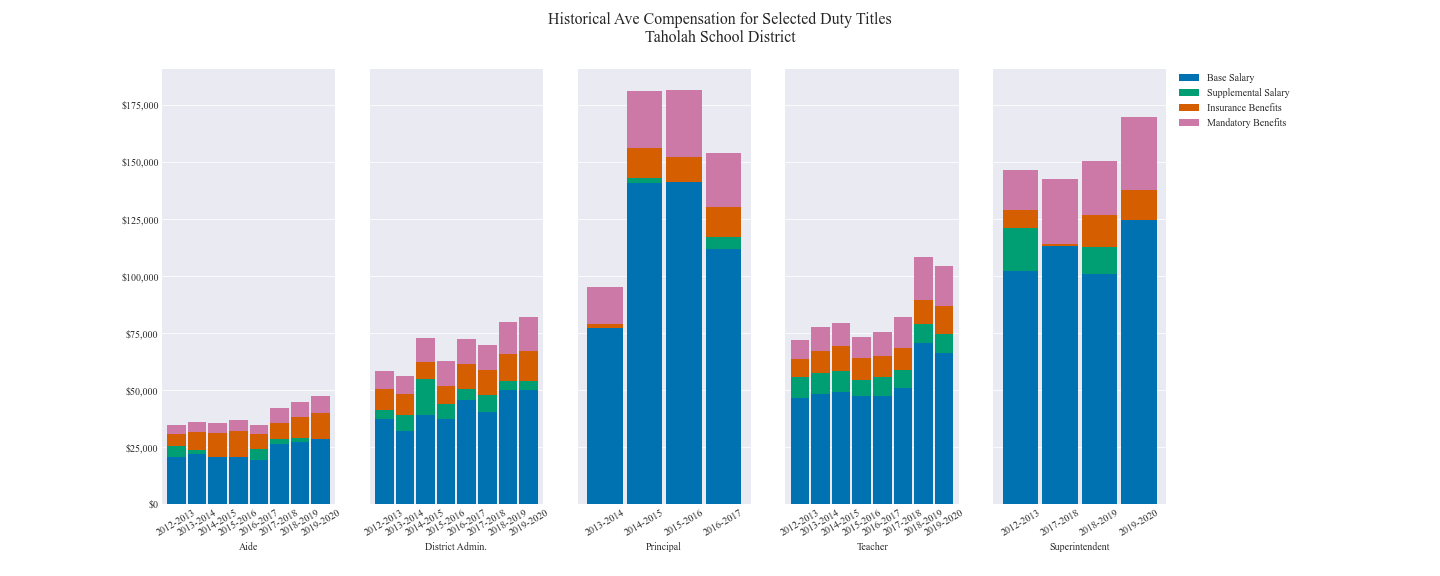 Historical Ave Compensation for Selected Duty Titles
Taholah School District
Base Salary
Supplemental Salary
Insurance Benefits
Mandatory Benefits
$175,000
$150,000
$125,000
$100,000
$75,000
$50,000
$25,000
$0
2012-2013 2013-2014 2014-2015 2015-2016 2016-2017 2017-2018 2018-2019 2019-2020
Aide
2012-2013 2013-2014 2014-2015 2015-2016 2016-2017 2017-2018 2018-2019 2019-2020
District Admin.
2013-2014 2014-2015 2015-2016 2016-2017
Principal
2012-2013 2013-2014 2014-2015 2015-2016 2016-2017 2017-2018 2018-2019 2019-2020
Teacher
2012-2013 2017-2018 2018-2019 2019-2020
Superintendent